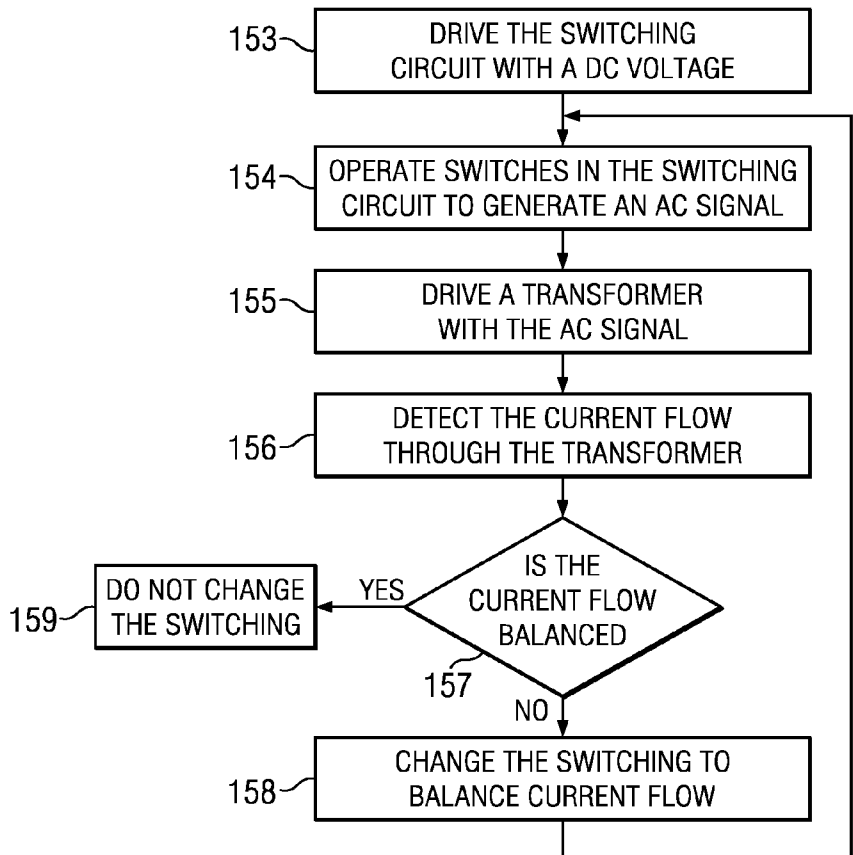 153
DRIVE THE SWITCHING
CIRCUIT WITH A DC VOLTAGE
154
OPERATE SWITCHES IN THE SWITCHING
CIRCUIT TO GENERATE AN AC SIGNAL
155
DRIVE A TRANSFORMER
WITH THE AC SIGNAL
156
DETECT THE CURRENT FLOW
THROUGH THE TRANSFORMER
IS THE
CURRENT FLOW
BALANCED
157
YES
159
DO NOT CHANGE
THE SWITCHING
NO
158
CHANGE THE SWITCHING TO
BALANCE CURRENT FLOW